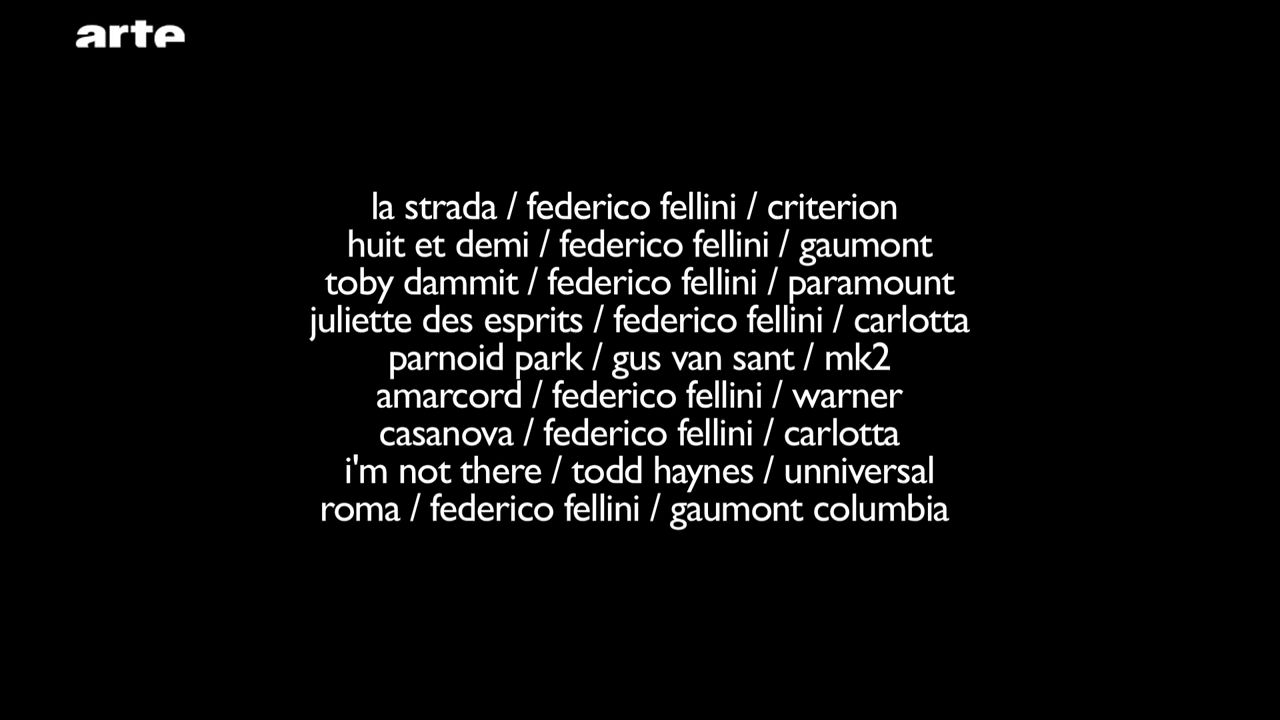 arte
la strada / federico fellini / criterion
huit et demi / federico fellini / gaumont
toby dammit / federico fellini / paramount
juliette des esprits / federico fellini / carlotta
parnoid park / gus van sant / mk2
amarcord / federico fellini / warner
casanova / federico fellini / carlotta
i'm not there / todd haynes / unniversal
roma / federico fellini / gaumont columbia